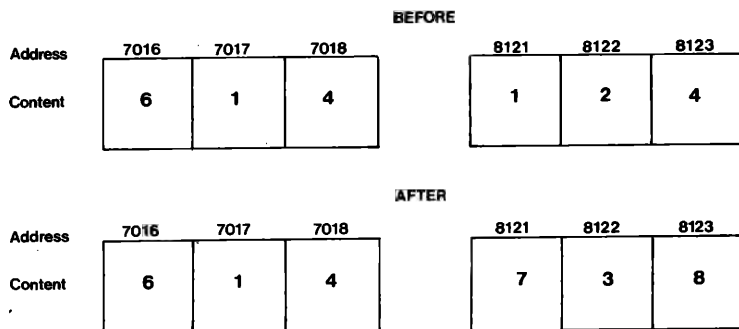 BEFORE
Address 7016 7017 7018 8121 8122 8123
Content 6 1 4 1 2 4
AFTER
Address 7016 7017 7018 8121 8122 8123
Content 6 1 4 7 3 8